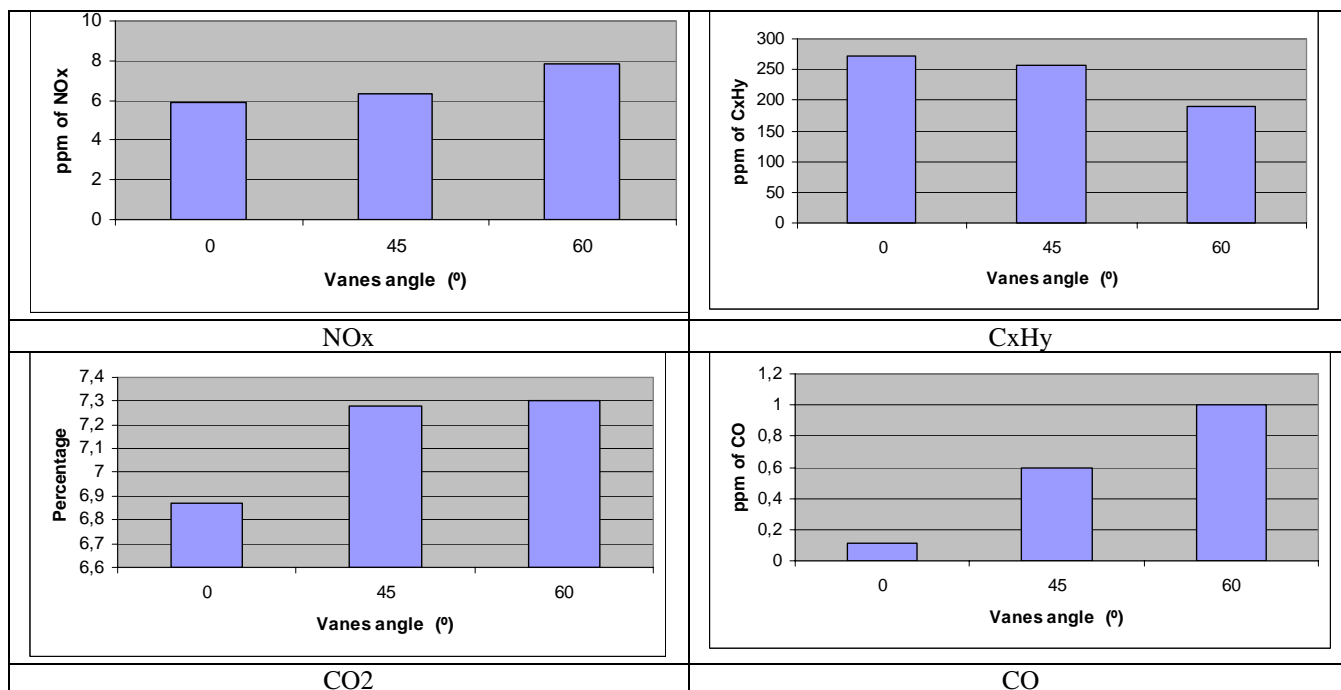 10
8
6
4
2
0
ppm of NOx
0 45 60
Vanes angle (º)
NOx
300
250
200
150
100
50
0
ppm of CxHy
0 45 60
Vanes angle (º)
CxHy
7,4
7,3
7,2
7,1
7
6,9
6,8
6,7
6,6
Percentage
0 45 60
Vanes angle (º)
CO2
1,2
1
0,8
0,6
0,4
0,2
0
ppm of CO
0 45 60
Vanes angle (º)
CO